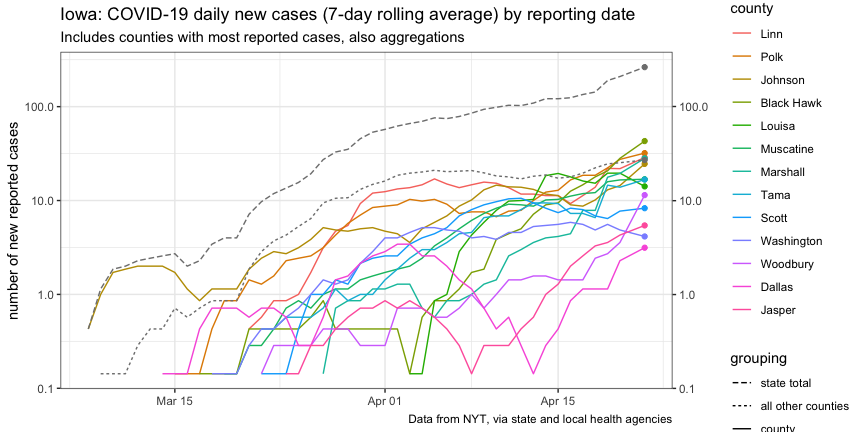 Iowa: COVID-19 daily new cases (7-day rolling average) by reporting date
Includes counties with most reported cases, also aggregations
number of new reported cases
100.0
10.0
1.0
0.1
100.0
10.0
1.0
0.1
Mar 15
Apr 01
Apr 15
Data from NYT, via state and local health agencies
county
Linn
Polk
Johnson
Black Hawk
Louisa
Muscatine
Marshall
Tama
Scott
Washington
Woodbury
Dallas
Jasper
grouping
state total
all other counties
county